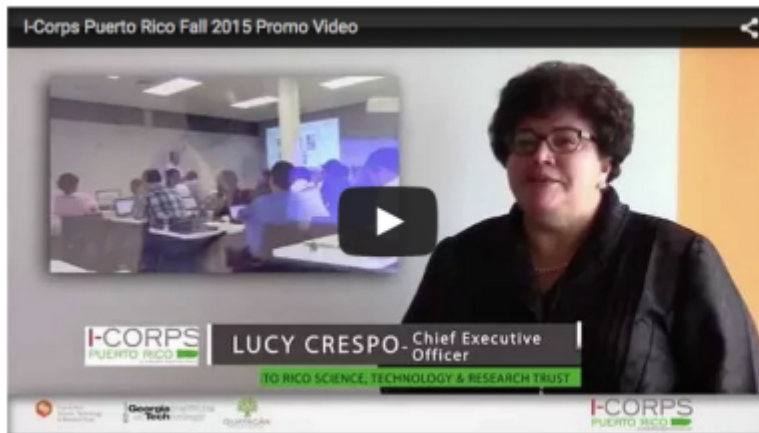 I-Corps Puerto Rico Fall 2015 Promo Video
I-CORPS
PUERTO RICO
LUCY CRESPO- Chief Executive
Officer
TO RICO SCIENCE, TECHNOLOGY & RESEARCH TRUST
Georgia Institute
Tech
I-CORPS
PUERTO RICO